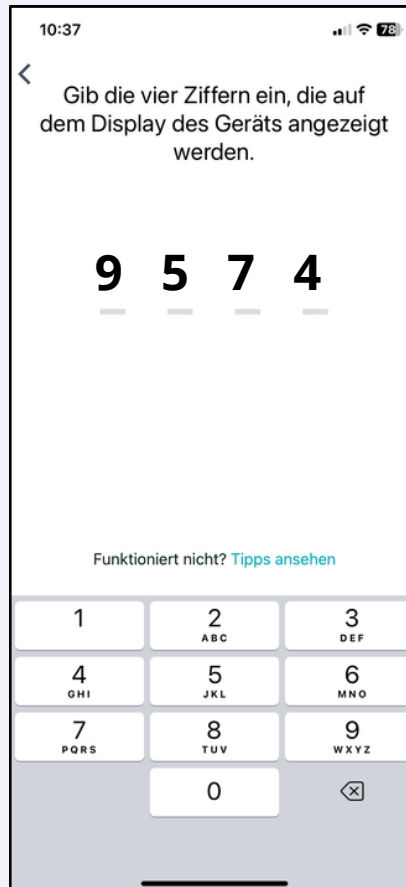 10:37
78
Gib die vier Ziffern ein, die auf
dem Display des Geräts angezeigt
werden.
9 5 7 4
Funktioniert nicht? Tipps ansehen
1 2 3
ABC DEF
4 5 6
GHI JKL MNO
7 8 9
PQRS TUV WXYZ
0